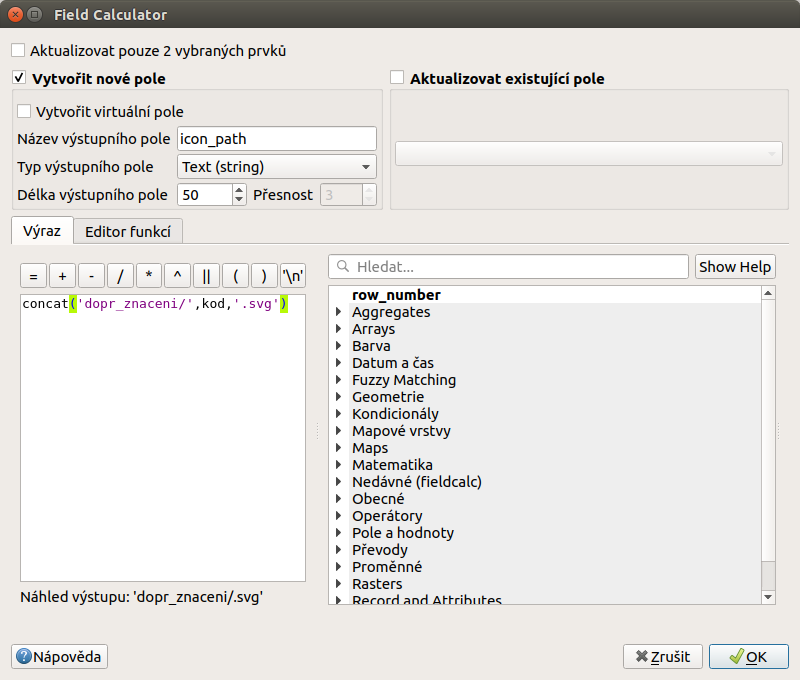 Field Calculator
Aktualizovat pouze 2 vybraných prvků
Vytvořit nové pole
Aktualizovat existující pole
Vytvořit virtuální pole
Název výstupního pole icon_path
Typ výstupního pole Text (string)
Délka výstupního pole 50 Přesnost 3
Výraz Editor funkcí
= + - / * ^ || ( ) '\n'
Hledat... Show Help
concat('dopr_znaceni/',kod,'.svg')
row_number
Aggregates
Arrays
Barva
Datum a čas
Fuzzy Matching
Geometrie
Kondicionály
Mapové vrstvy
Maps
Matematika
Nedávné (fieldcalc)
Obecné
Operátory
Pole a hodnoty
Převody
Proměnné
Rasters
Record and Attributes
Náhled výstupu: 'dopr_znaceni/.svg'
Nápověda Zrušit OK